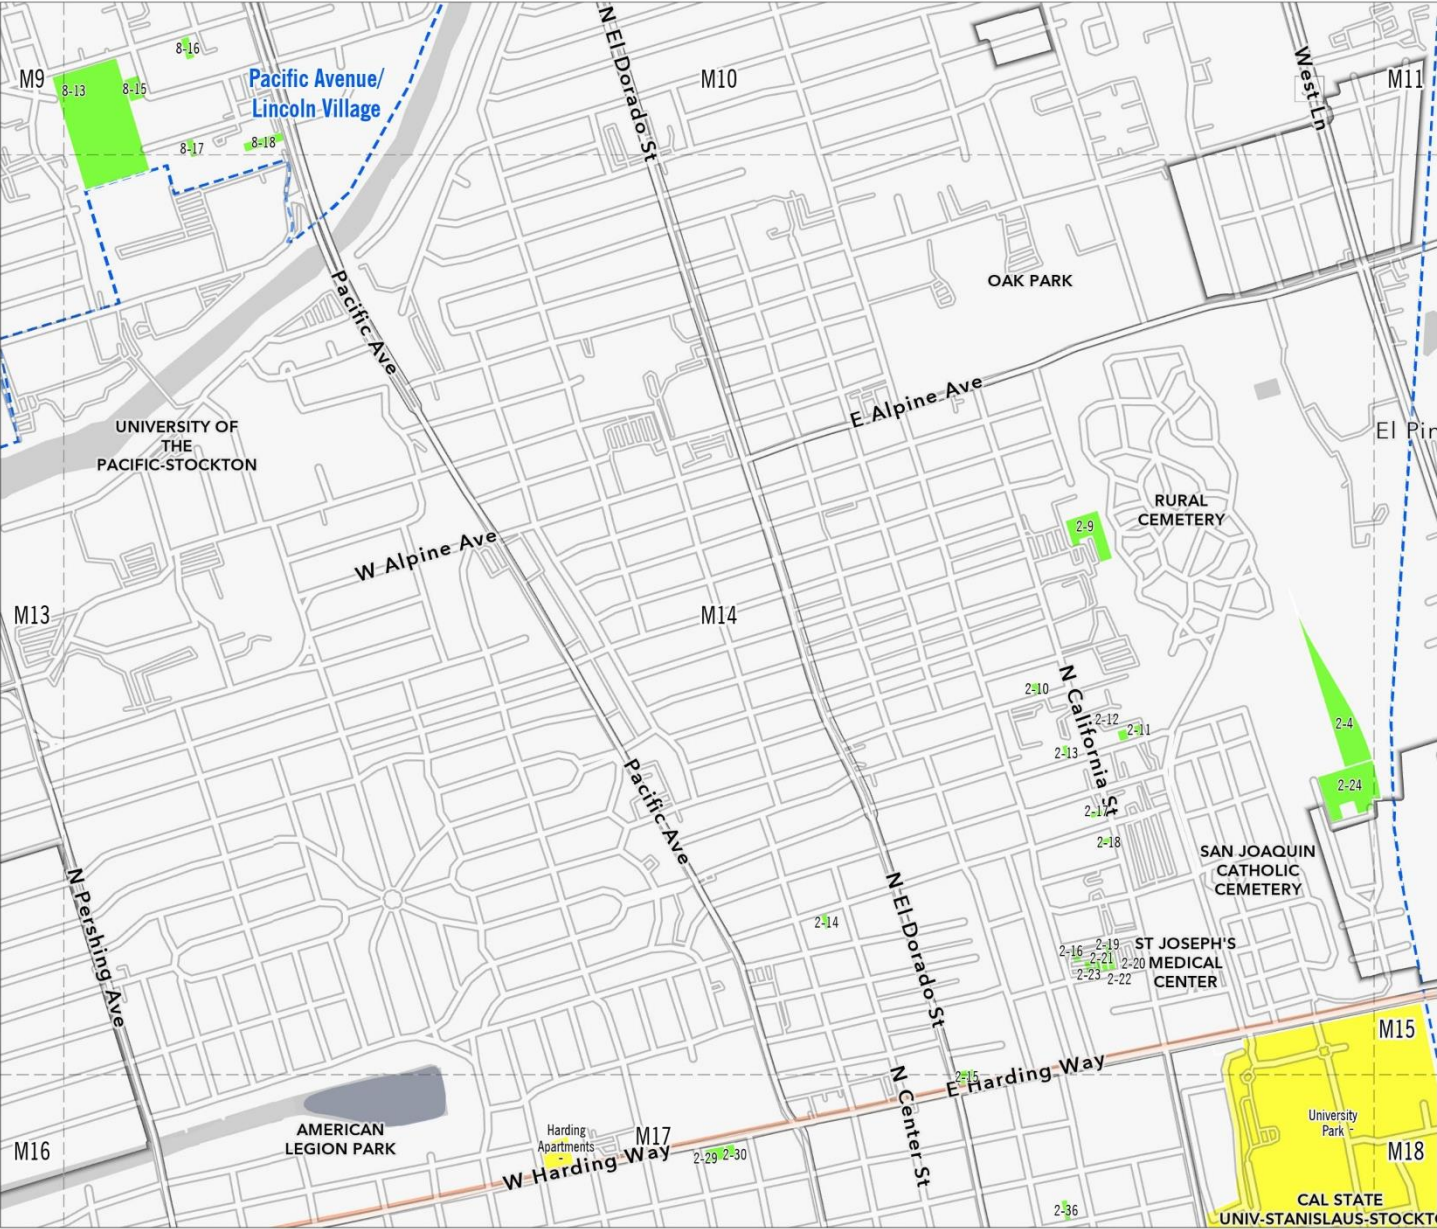 N El Dorado St
8-16
M9
8-13
8-15
Pacific Avenue/
Lincoln Village
M10
West Ln
M11
8-17
8-18
Pacific Ave
OAK PARK
E Alpine Ave
UNIVERSITY OF
THE
PACIFIC-STOCKTON
El Pin
RURAL
CEMETERY
2-9
W Alpine Ave
M13
M14
2-10
N California St
2-12
2-11
2-4
2-13
Pacific Ave
2-24
2-17
2-18
SAN JOAQUIN
CATHOLIC
CEMETERY
N Pershing Ave
N El Dorado St
2-14
2-16
2-19
2-21
2-20
2-23
2-22
ST JOSEPH'S
MEDICAL
CENTER
M15
2-15
E Harding Way
N Center St
AMERICAN
LEGION PARK
Harding
Apartments
M17
University
Park
M16
W Harding Way
2-29
2-30
M18
2-36
CAL STATE
UNIV-STANISLAUS-STOCKTO